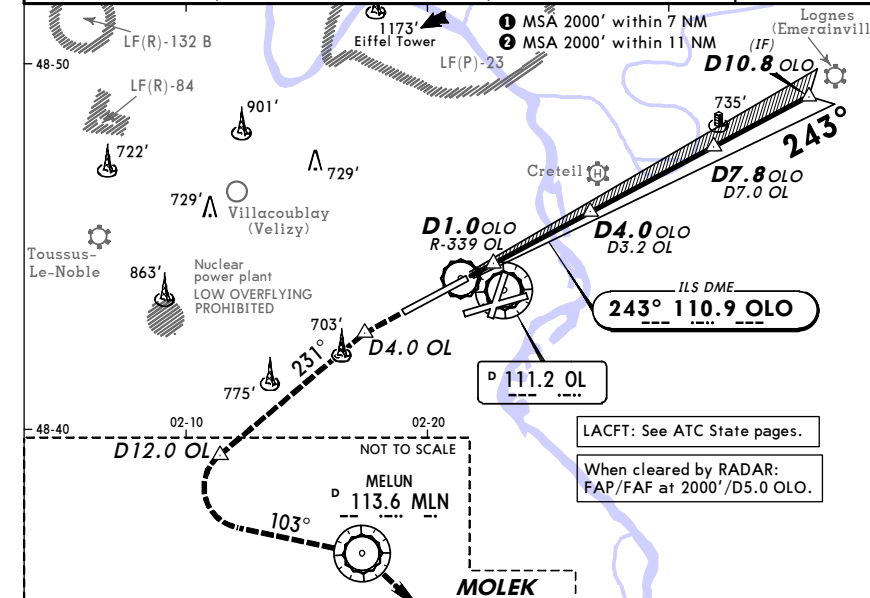 1173'
Eiffel Tower
❶ MSA 2000' within 7 NM
❷ MSA 2000' within 11 NM
Lognes
(Emerainvill
LF(R)-132 B
LF(P)-23
(IF)
D10.8 OLO
48-50
LF(R)-84
901'
735'
243°
722'
729'
Creteil
H
D7.8 OLO
D7.0 OL
729'
Villacoublay
(Velizy)
D1.0 OLO
R-339 OL
D4.0 OLO
D3.2 OL
Toussus-
Le-Noble
863'
Nuclear
power plant
LOW OVERFLYING
PROHIBITED
ILS DME
243° 110.9 OLO
703'
231°
D4.0 OL
775'
D 111.2 OL
02-10
02-20
48-40
LACFT: See ATC State pages.
D12.0 OL
NOT TO SCALE
When cleared by RADAR:
FAP/FAF at 2000'/D5.0 OLO.
MELUN
D 113.6 MLN
103°
MOLEK